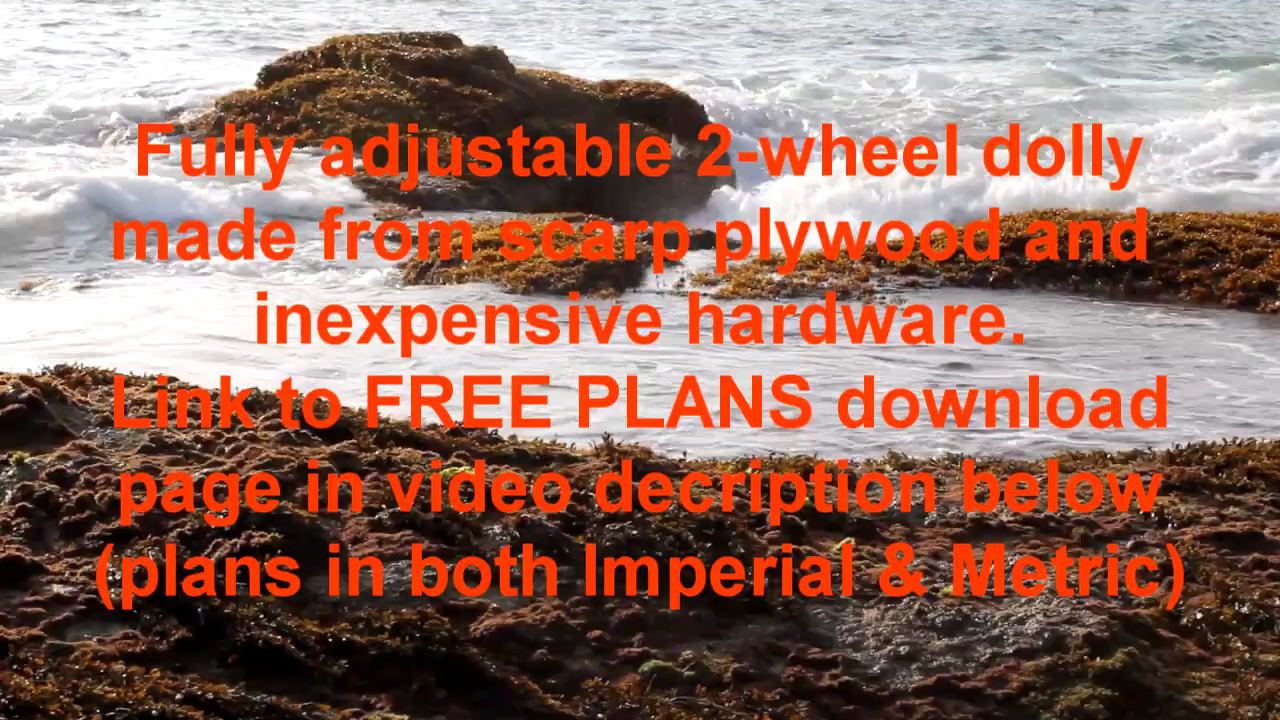 Fully adjustable 2-wheel dolly
made from scarp plywood and
inexpensive hardware.
Link to FREE PLANS download
page in video decription below
(plans in both Imperial & Metric)